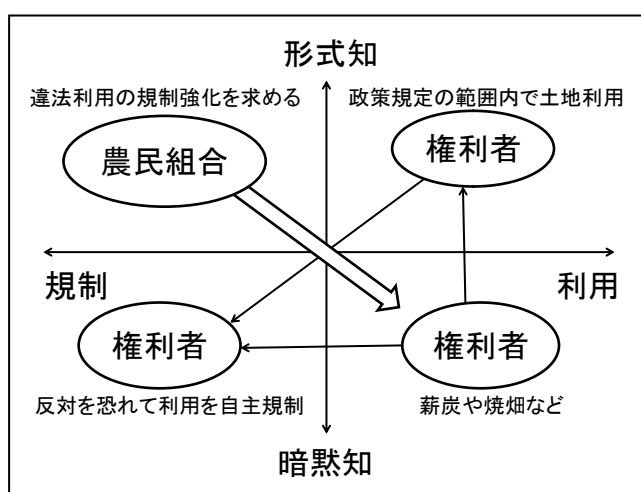 形式知
違法利用の規制強化を求める
政策規定の範囲内で土地利用
農民組合
権利者
規制
利用
権利者
権利者
反対を恐れて利用を自主規制
薪炭や焼畑など
暗黙知